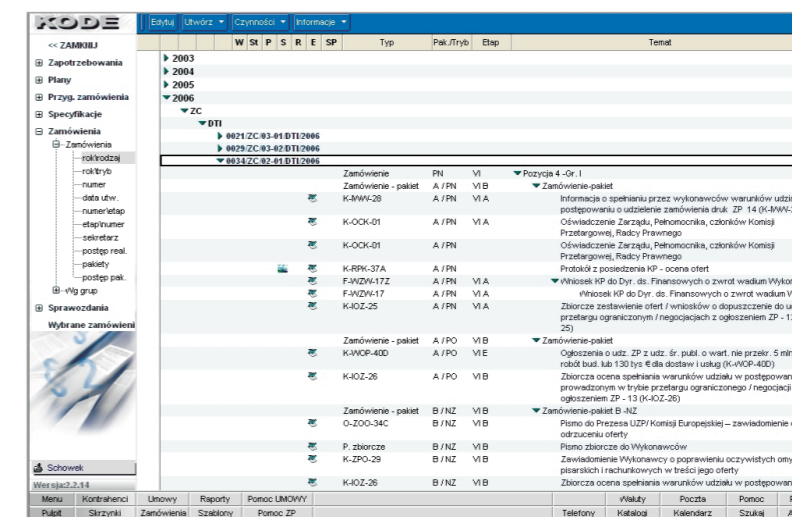 KODE
Edytuj Utwórz Czynności Informacje
<< ZAMKNIJ
W St P S R E SP Typ Pak./Tryb Etap Temat
Zapotrzebowania
Plany
Przyg. zamówienia
Specyfikacje
Zamówienia
Zamówienia
rok\rodzaj
rok\tryb
numer
data utw.
numer\etap
etap\numer
sekretarz
postęp real.
pakiety
postęp pak.
Wg grup
Sprawozdania
Wybrane zamówieni
Schowek
Wersja:2.2.14
2003
2004
2005
2006
ZC
DTI
0021/ZC/03-01/DTI/2006
0029/ZC/03-02/DTI/2006
0034/ZC/02-01/DTI/2006
Zamówienie PN VI Pozycja 4 -Gr. I
Zamówienie - pakiet A / PN VI B Zamówienie-pakiet
K-MWW-28 A / PN VI A Informacja o spełnianiu przez wykonawców warunków
postępowaniu o udzielenie zamówienia druk ZP 14
K-OCK-01 A / PN VI A Oświadczenie Zarządu, Pełnomocnika, członków Komisji
Przetargowej, Radcy Prawnego
K-OCK-01 A / PN Oświadczenie Zarządu, Pełnomocnika, członków Komisji
Przetargowej, Radcy Prawnego
K-RPK-37A A / PN Protokół z posiedzenia KP - ocena ofert
F-WZW-17Z A / PN VI A Wniosek KP do Dyr. ds. Finansowych o zwrot wadium Wykon
F-WZW-17 A / PN VI A Wniosek KP do Dyr. ds. Finansowych o zwrot wadium W
K-IOZ-25 A / PN VI A Zbiorcze zestawienie ofert / wniosków o dopuszczenie do
przetargu ograniczonym / negocjacjach z ogłoszeniem ZP -
25)
Zamówienie - pakiet A / PO VI B Zamówienie-pakiet
K-WOP-40D A / PO VI E Ogłoszenia o udz. ZP z udz. śr. publ. o wart. nie przekr. 5 mln
robót bud. lub 130 tys € dla dostaw i usług (K-WOP-40D)
K-IOZ-26 A / PO VI B Zbiorcza ocena spełniania warunków udziału w postępowan
prowadzonym w trybie przetargu ograniczonego / negocjacji
ogłoszeniem ZP - 13 (K-IOZ-26)
Zamówienie - pakiet B / NZ VI B Zamówienie-pakiet B -NZ
O-ZOO-34C B / NZ VI B Pismo do Prezesa UZP/ Komisji Europejskiej – zawiadomienie
odrzuceniu oferty
P. zbiorcze B / NZ VI B Pismo zbiorcze do Wykonawców
K-ZPO-29 B / NZ VI B Zawiadomienie Wykonawcy o poprawieniu oczywistych omy
pisarskich i rachunkowych w treści jego oferty
K-IOZ-26 B / NZ VI B Zbiorcza ocena spełniania warunków udziału w postępowan
Menu Kontrahenci Umowy Raporty Pomoc UMOWY Waluty Poczta Pomoc
Pulpit Skrzynki Zamówienia Szablony Pomoc ZP Telefony Katalogi Kalendarz Szukaj